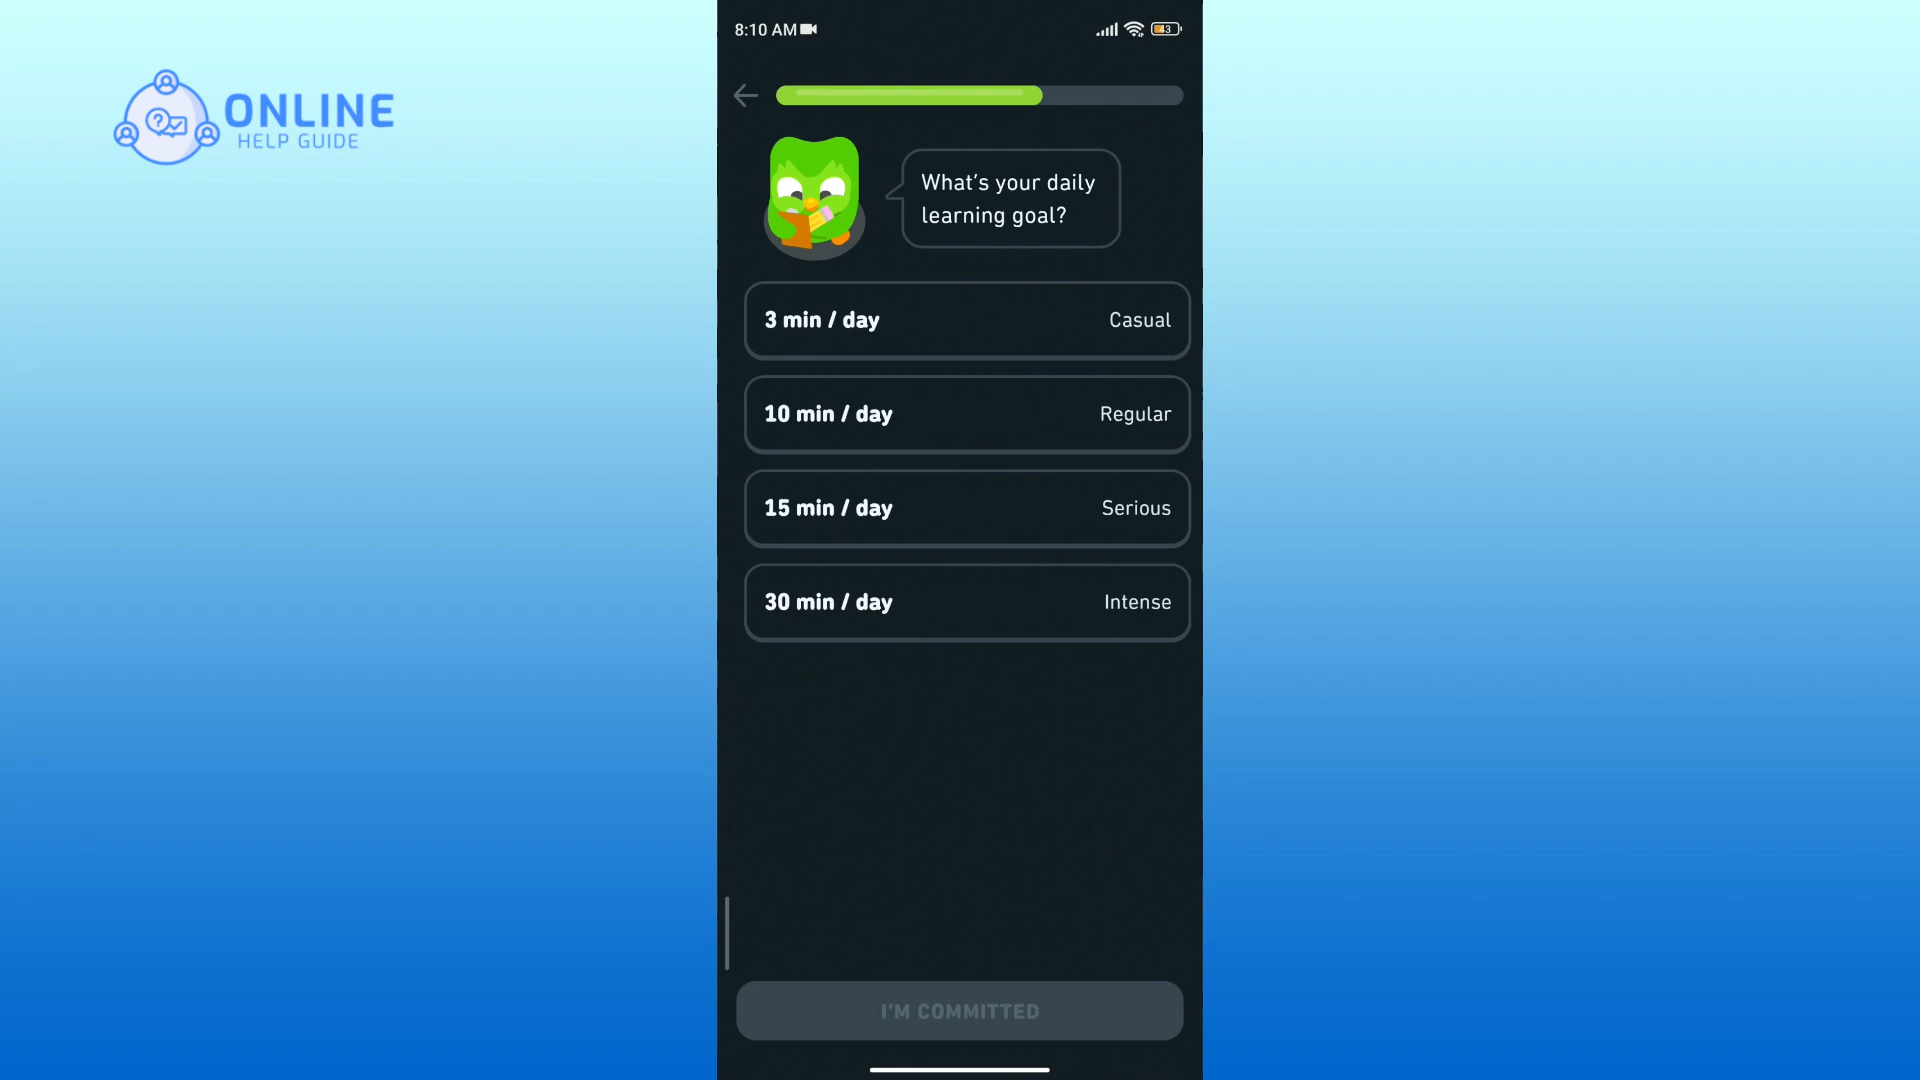 8:10 AM
43
ONLINE
HELP GUIDE
What's your daily
learning goal?
3 min / day Casual
10 min / day Regular
15 min / day Serious
30 min / day Intense
I'M COMMITTED